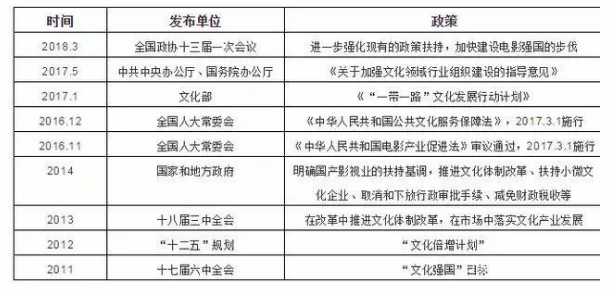 时间 发布单位 政策
2018.3 全国政协十三届一次会议 进一步强化现有的政策扶持，加快建设电影强国的步伐
2017.5 中共中央办公厅、国务院办公厅 《关于加强文化领域行业组织建设的指导意见》
2017.1 文化部 《“一带一路”文化发展行动计划》
2016.12 全国人大常委会 《中华人民共和国公共文化服务保障法》，2017.3.1施行
2016.11 全国人大常委会 《中华人民共和国电影产业促进法》审议通过，2017.3.1施行
2014 国家和地方政府 明确国产影视业的扶持基调，推进文化体制改革、扶持小微文
化企业、取消和下放行政审批手续、减免财政税收等
2013 十八届三中全会 在改革中推进文化体制改革，在市场中落实文化产业发展
2012 “十二五”规划 “文化倍增计划”
2011 十七届六中全会 “文化强国”目标